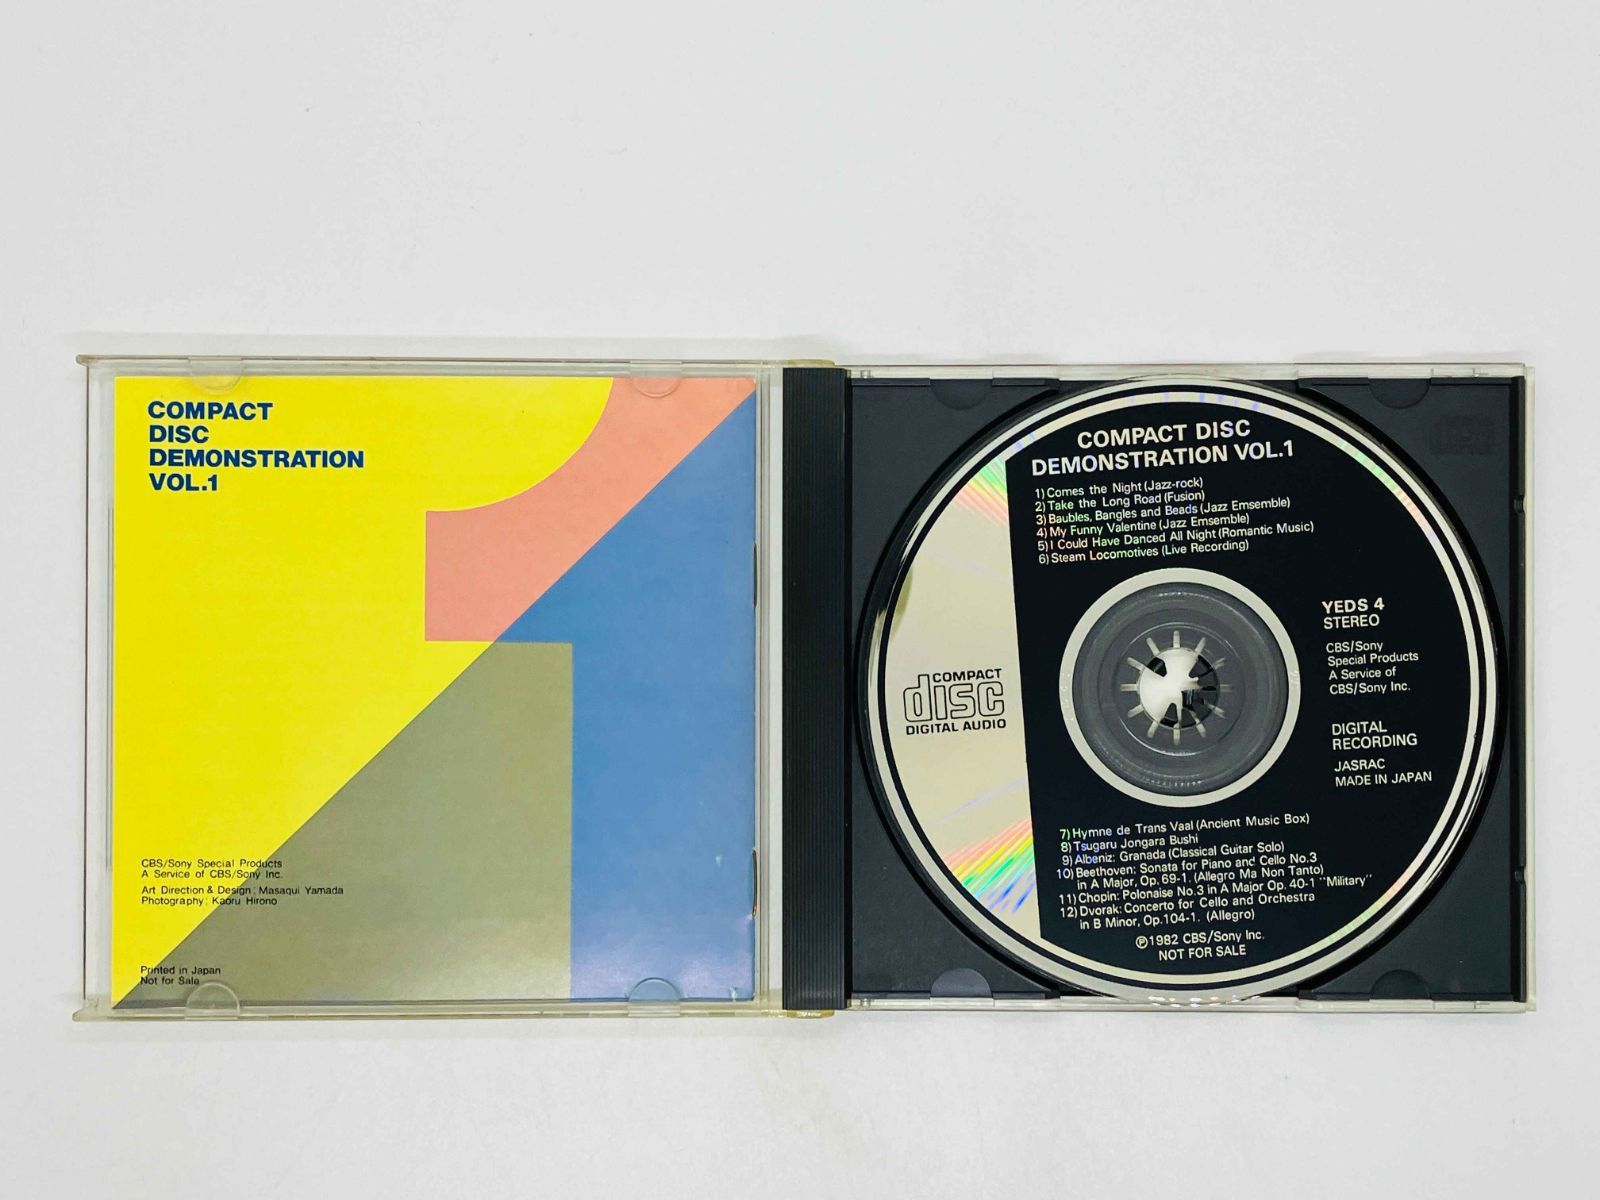 COMPACT
DISC
DEMONSTRATION
VOL.1
CBS/Sony Special Products
A Service of CBS/Sony Inc.
Art Direction & Design; Masaqui Yamada
Photography; Kaoru Hirono
Printed in Japan
Not for Sale
COMPACT DISC
DEMONSTRATION VOL.1
1) Comes the Night (Jazz-rock)
2) Take the Long Road (Fusion)
3) Baubles, Bangles and Beads (Jazz Emsemble)
4) My Funny Valentine (Jazz Emsemble)
5) I Could Have Danced All Night (Romantic Music)
6) Steam Locomotives (Live Recording)
YEDS 4
STEREO
CBS/Sony
Special Products
A Service of
CBS/Sony Inc.
COMPACT
disc
DIGITAL AUDIO
DIGITAL
RECORDING
JASRAC
MADE IN JAPAN
7) Hymne de Trans Vaal (Ancient Music Box)
8) Tsugaru Jongara Bushi
9) Albeniz: Granada (Classical Guitar Solo)
10) Beethoven: Sonata for Piano and Cello No.3
in A Major, Op. 69-1. (Allegro Ma Non Tanto)
11) Chopin: Polonaise No.3 in A Major Op. 40-1 "Military"
12) Dvorak: Concerto for Cello and Orchestra
in B Minor, Op.104-1. (Allegro)
℗1982 CBS/Sony Inc.
NOT FOR SALE
disc